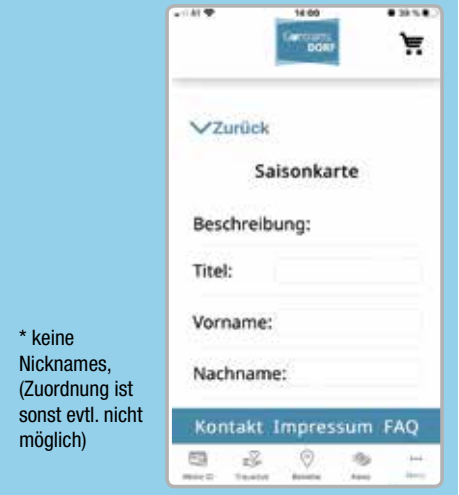 14:00
DORF
Zurück
Saisonkarte
Beschreibung:
Titel:
Vorname:
Nachname:
Kontakt Impressum FAQ
* keine
Nicknames,
(Zuordnung ist
sonst evtl. nicht
möglich)